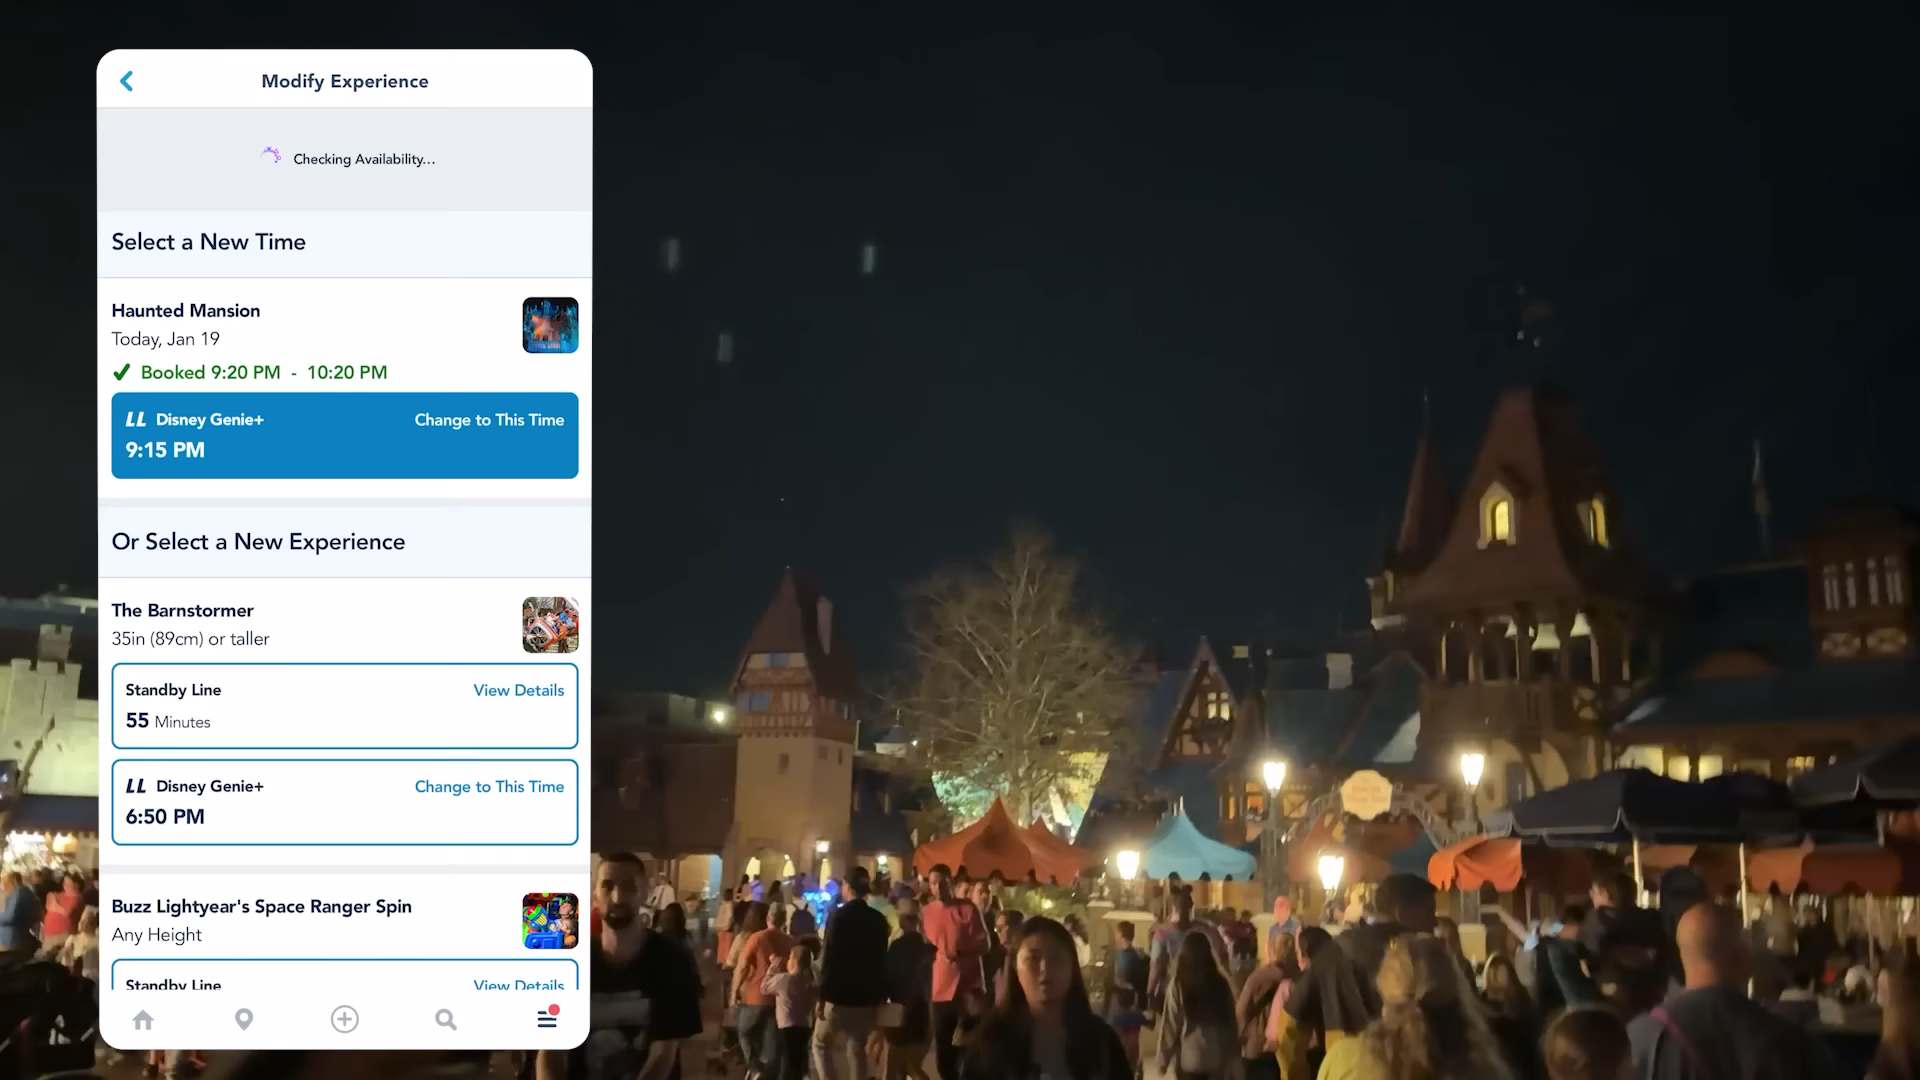 Modify Experience
Checking Availability...
Select a New Time
Haunted Mansion
Today, Jan 19
Booked 9:20 PM - 10:20 PM
LL Disney Genie+ Change to This Time
9:15 PM
Or Select a New Experience
The Barnstormer
35in (89cm) or taller
Standby Line View Details
55 Minutes
LL Disney Genie+ Change to This Time
6:50 PM
Buzz Lightyear's Space Ranger Spin
Any Height
Standby Line View Details